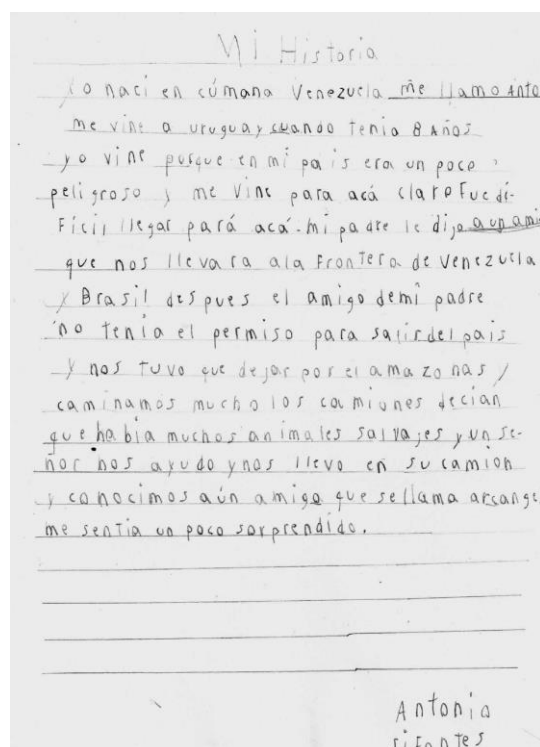 Mi Historia
yo naci en cúmana Venezuela me llamo Anto
me vine a uruguay cuando tenia 8 Años
yo vine purque en mi pais era un poco
peligroso y me vine para acá claro Fue di-
Ficil llegar pará acá. mi padre le dijo a un ami
que nos llevara ala Frontera de Venezuela
y Brasil despues el amigo demi padre
no tenia el permiso para salirdel pais
y nos tuvo que dejar por el amazonas y
caminamos mucho los camiones decian
que habia muchos animales salvajes y un se-
ñor nos ayudo ynos llevo en su camion
y conocimos aún amigo que sellama arcange
me sentia un poco sorprendido.
Antonio
sifontes